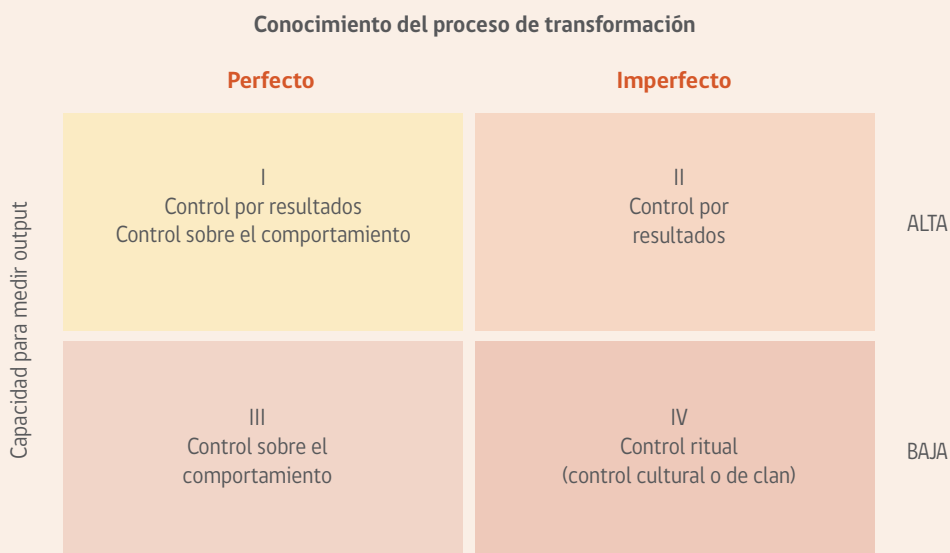 Conocimiento del proceso de transformación
Perfecto
Imperfecto
Capacidad para medir output
I
Control por resultados
Control sobre el comportamiento
II
Control por
resultados
ALTA
III
Control sobre el
comportamiento
IV
Control ritual
(control cultural o de clan)
BAJA